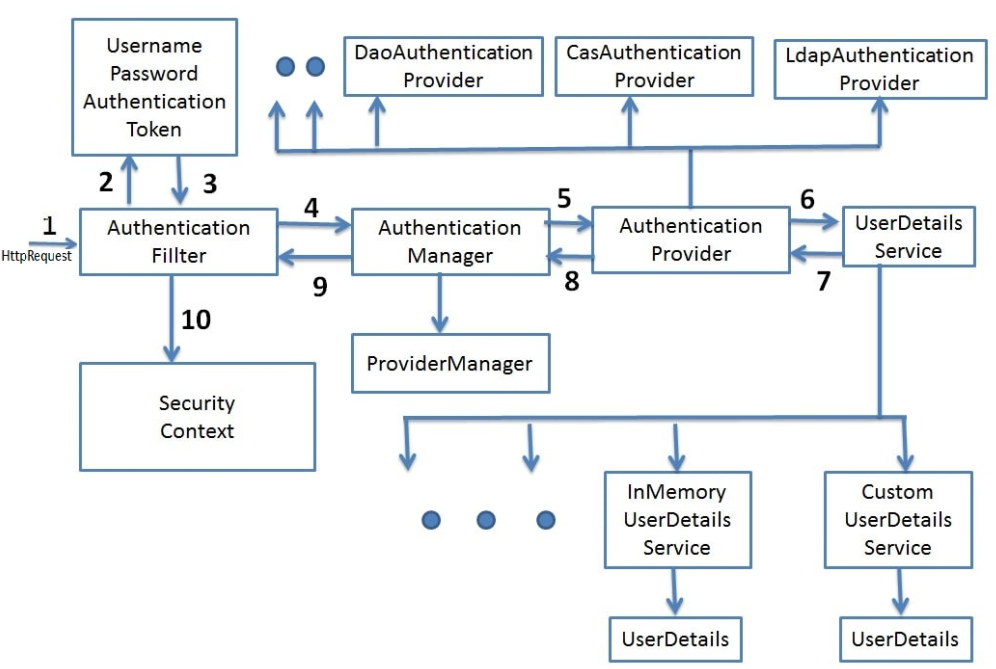 Username
Password
Authentication
Token
DaoAuthentication
Provider
CasAuthentication
Provider
LdapAuthentication
Provider
2
3
1
HttpRequest
Authentication
Fillter
4
9
Authentication
Manager
5
8
Authentication
Provider
6
7
UserDetails
Service
10
ProviderManager
Security
Context
InMemory
UserDetails
Service
Custom
UserDetails
Service
UserDetails
UserDetails